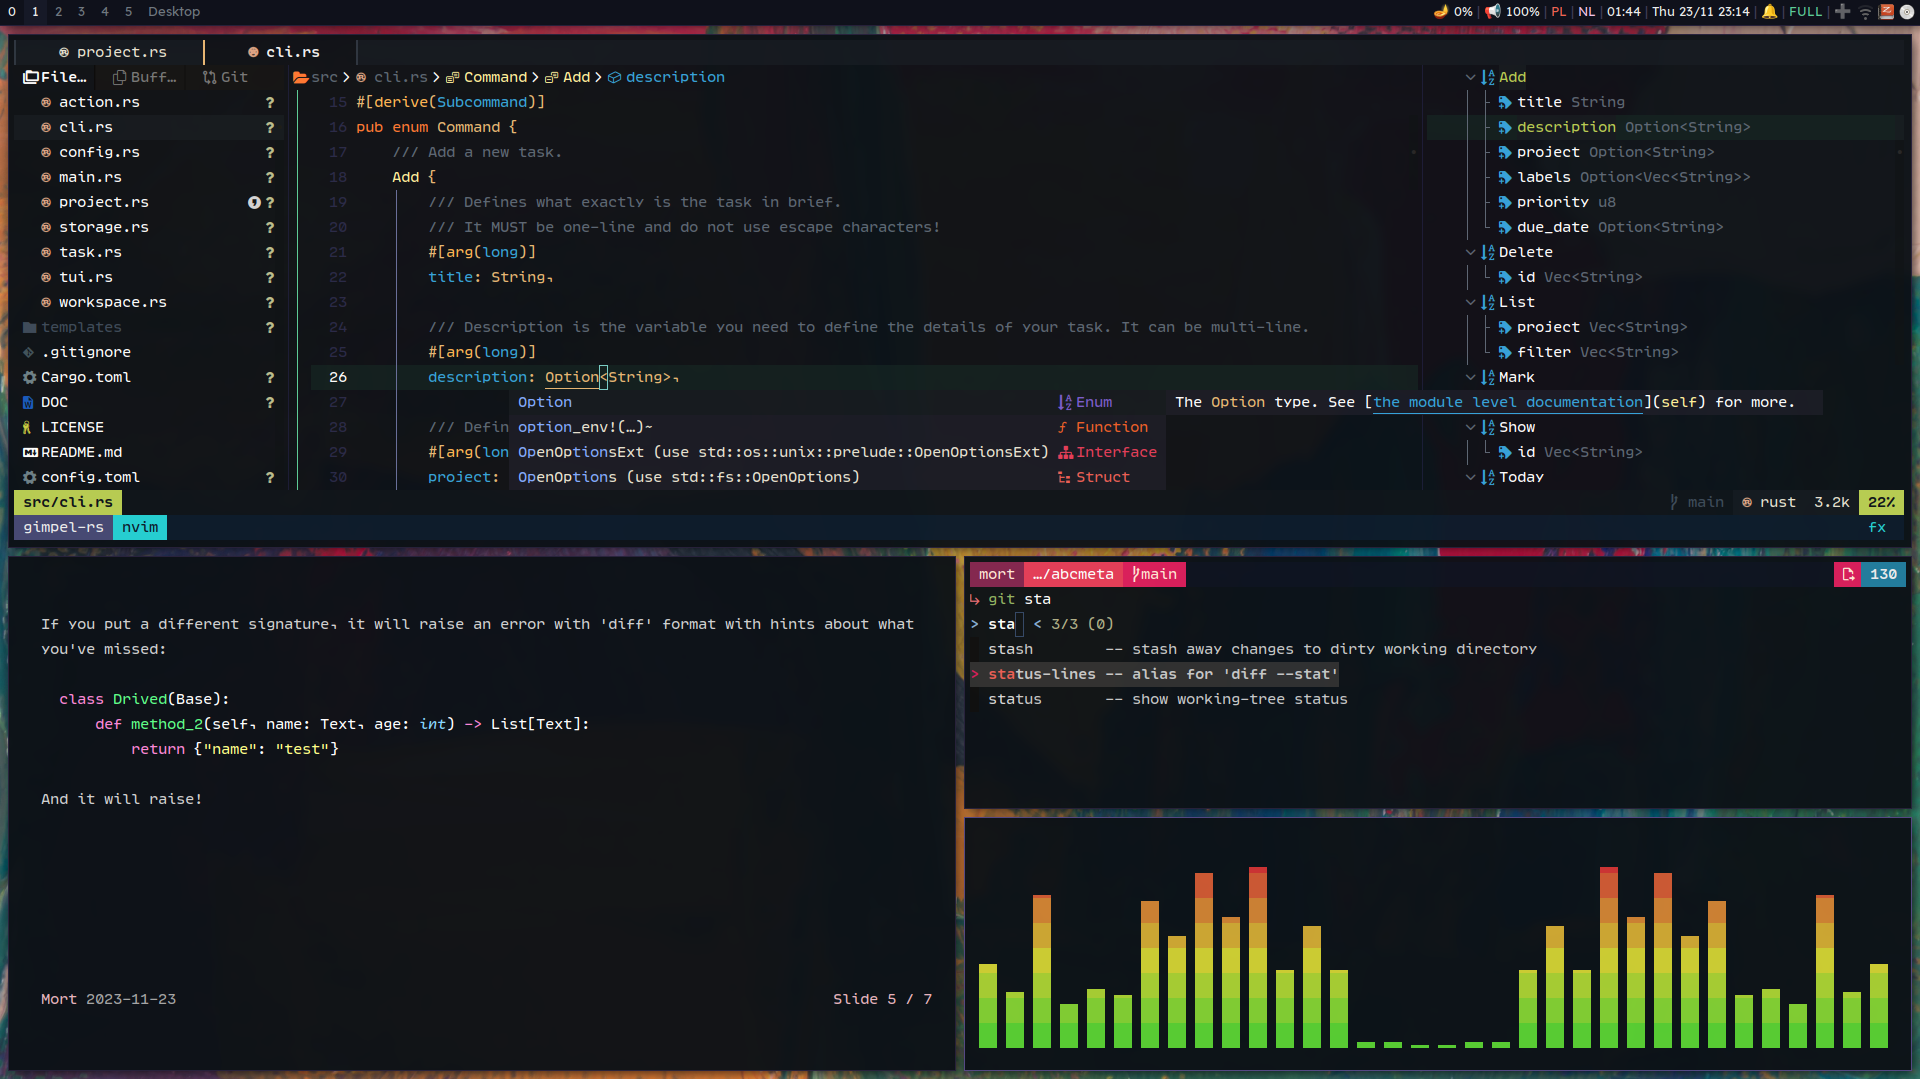 0 1 2 3 4 5 Desktop
0% 100% PL NL 01:44 Thu 23/11 23:14 FULL
project.rs cli.rs
File… Buff… Git
src > cli.rs > Command > Add > description
action.rs ?
cli.rs ?
config.rs ?
main.rs ?
project.rs ?
storage.rs ?
task.rs ?
tui.rs ?
workspace.rs ?
templates ?
.gitignore
Cargo.toml ?
DOC ?
LICENSE
README.md
config.toml ?
15 #[derive(Subcommand)]
16 pub enum Command {
17 /// Add a new task.
18 Add {
19 /// Defines what exactly is the task in brief.
20 /// It MUST be one-line and do not use escape characters!
21 #[arg(long)]
22 title: String,
23
24 /// Description is the variable you need to define the details of your task. It can be multi-line.
25 #[arg(long)]
26 description: Option<String>,
27
28 /// Defin
29 #[arg(lon
30 project:
Option Enum
option_env!(…)~ Function
OpenOptionsExt (use std::os::unix::prelude::OpenOptionsExt) Interface
OpenOptions (use std::fs::OpenOptions) Struct
The Option type. See [the module level documentation](self) for more.
Add
title String
description Option<String>
project Option<String>
labels Option<Vec<String>>
priority u8
due_date Option<String>
Delete
id Vec<String>
List
project Vec<String>
filter Vec<String>
Mark
Show
id Vec<String>
Today
src/cli.rs main rust 3.2k 22%
gimpel-rs nvim fx
If you put a different signature, it will raise an error with 'diff' format with hints about what
you've missed:
class Drived(Base):
def method_2(self, name: Text, age: int) -> List[Text]:
return {"name": "test"}
And it will raise!
Mort 2023-11-23 Slide 5 / 7
mort …/abcmeta main 130
git sta
> sta < 3/3 (0)
stash -- stash away changes to dirty working directory
> status-lines -- alias for 'diff --stat'
status -- show working-tree status